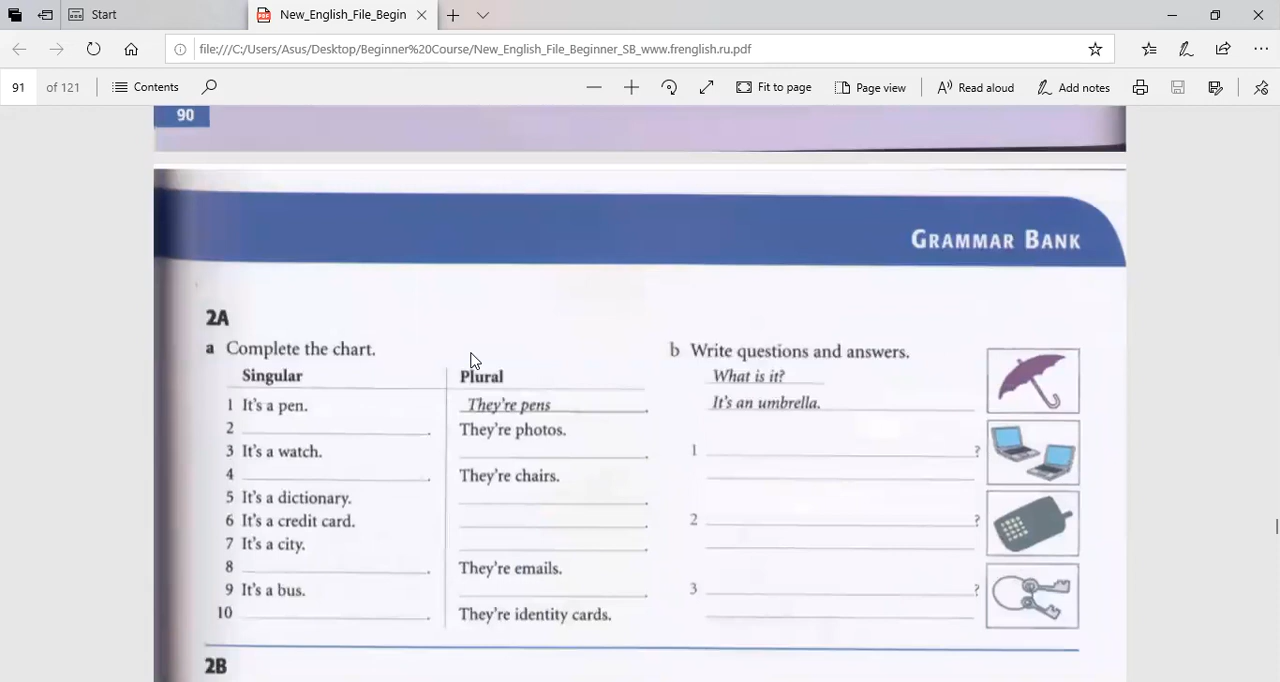 Start
New_English_File_Begin
file:///C:/Users/Asus/Desktop/Beginner%20Course/New_English_File_Beginner_SB_www.frenglish.ru.pdf
91 of 121 Contents Fit to page Page view Read aloud Add notes
90
GRAMMAR BANK
2A
a Complete the chart.
Singular Plural
1 It's a pen. They're pens.
2 . They're photos.
3 It's a watch. .
4 . They're chairs.
5 It's a dictionary. .
6 It's a credit card. .
7 It's a city. .
8 . They're emails.
9 It's a bus. .
10 . They're identity cards.
b Write questions and answers.
What is it?
It's an umbrella.
1 ?
2 ?
3 ?
2B